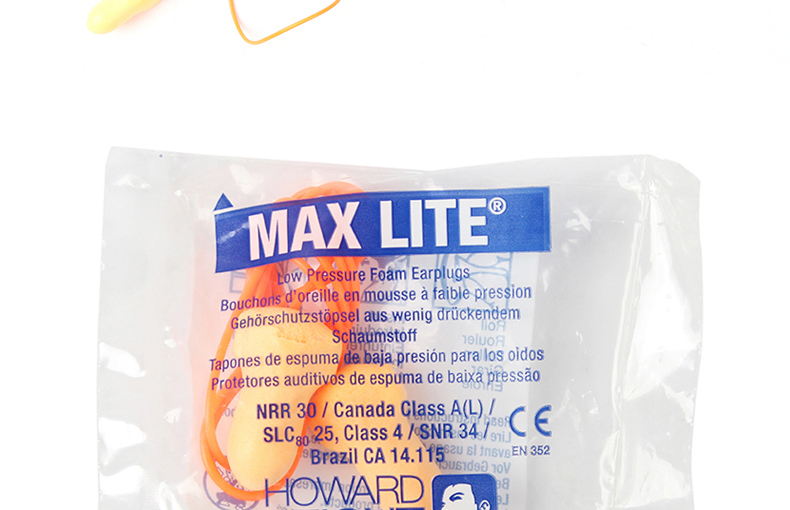 MAX LITE®
Low Pressure Foam Earplugs
Bouchons d'oreille en mousse à faible pression
Gehörschutzstöpsel aus wenig drückendem
Schaumstoff
Tapones de espuma de baja presión para los oìdos
Protetores auditivos de espuma de baixa pressão
NRR 30 / Canada Class A(L) /
SLC80 25, Class 4 / SNR 34 /
Brazil CA 14.115
CE
EN 352
HOWARD